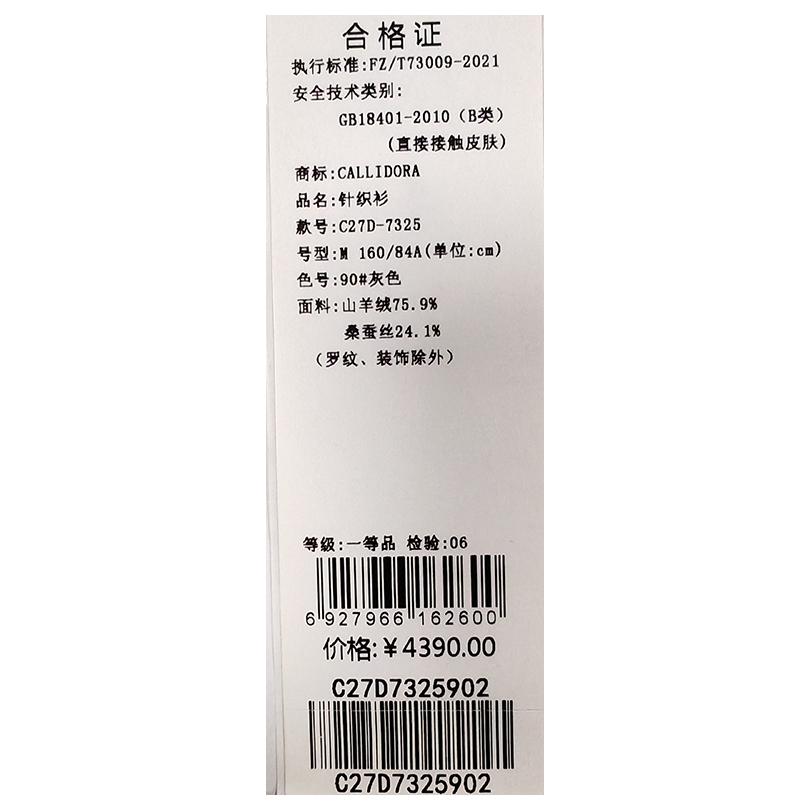 合格证
执行标准:FZ/T73009-2021
安全技术类别:
GB18401-2010（B类）
(直接接触皮肤)
商标:CALLIDORA
品名:针织衫
款号:C27D-7325
号型:M 160/84A(单位:cm)
色号:90#灰色
面料:山羊绒75.9%
桑蚕丝24.1%
（罗纹、装饰除外）
等级:一等品 检验:06
6 927966 162600
价格:￥4390.00
C27D7325902
C27D7325902